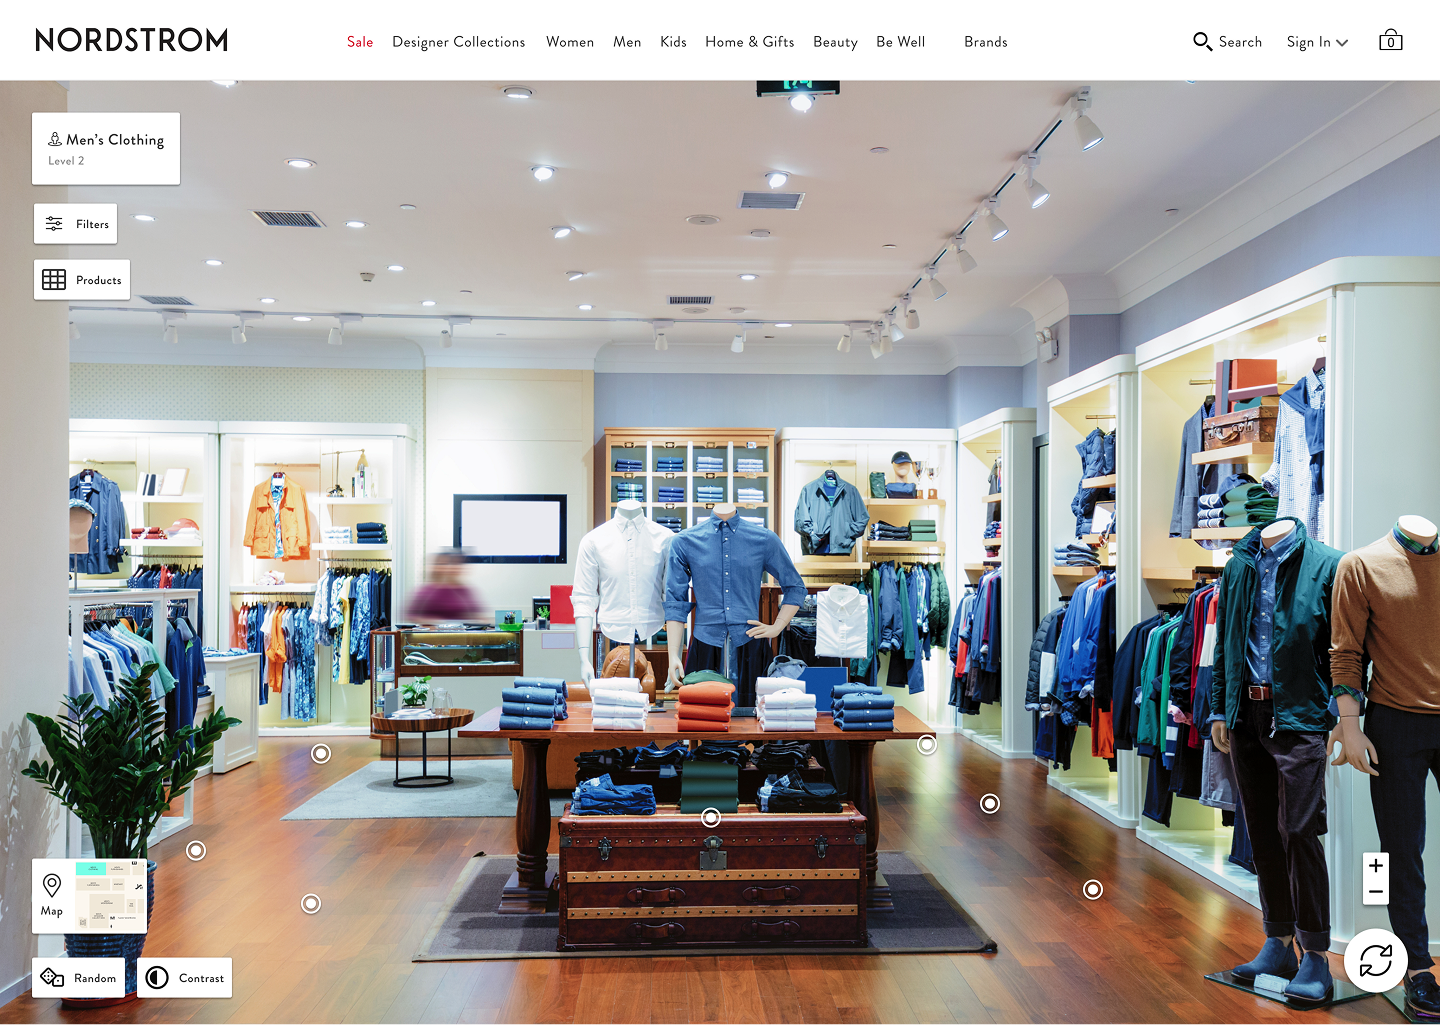 NORDSTROM
Sale Designer Collections Women Men Kids Home & Gifts Beauty Be Well Brands
Search Sign In 0
Men's Clothing
Level 2
Filters
Products
Map
Random Contrast
+
−